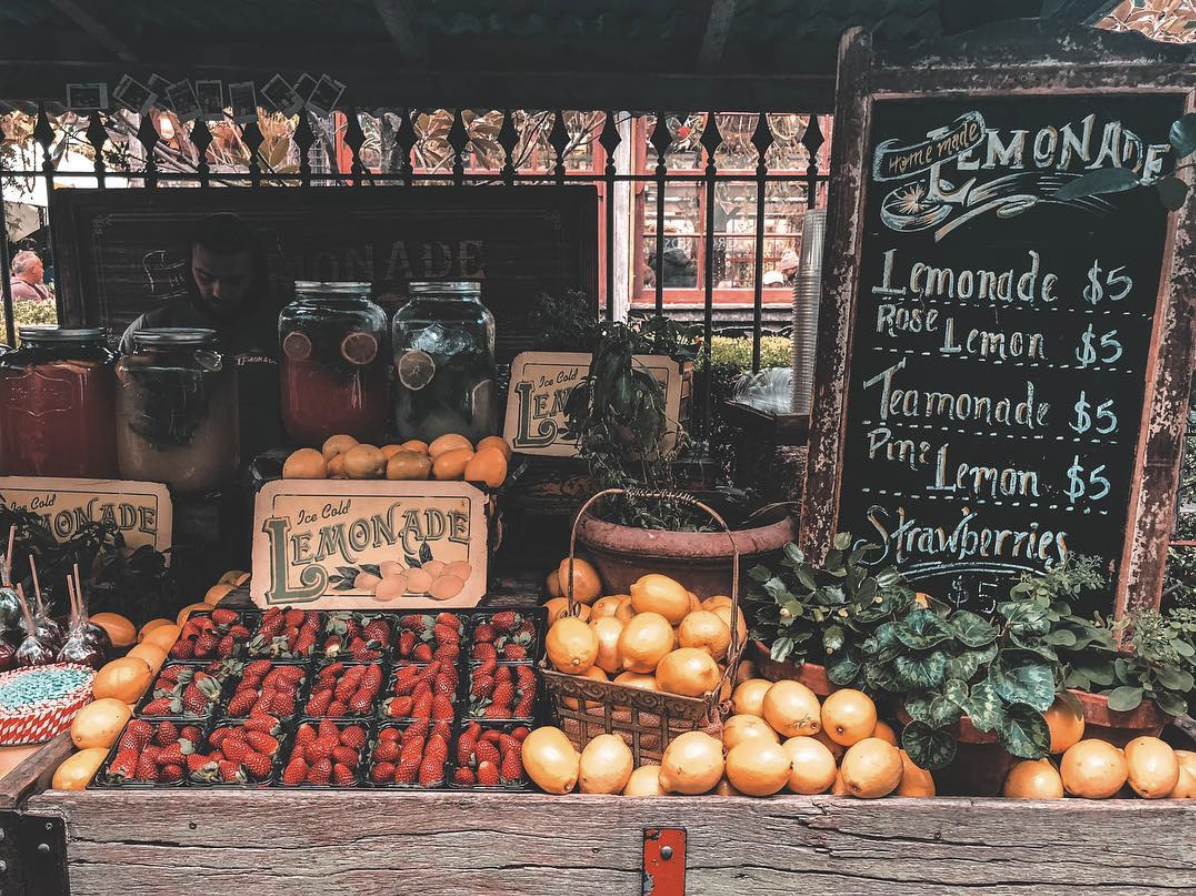 Home made
LEMONADE
Lemonade $5
Rose Lemon $5
Teamonade $5
Pine Lemon $5
Strawberries
$5
LEMONADE
Ice Cold
LEMONADE
Ice Cold
LEMONADE
Ice Cold